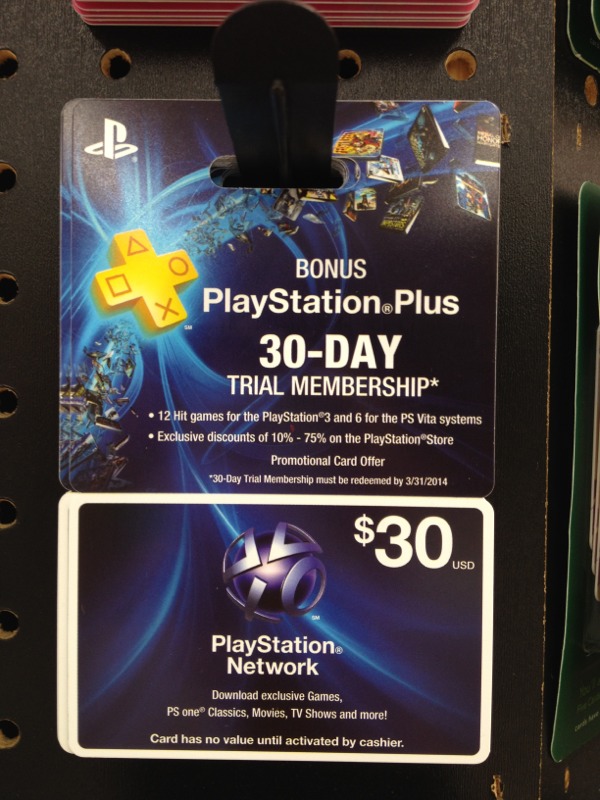 BONUS
PlayStation®Plus
SM
30-DAY
TRIAL MEMBERSHIP*
• 12 Hit games for the PlayStation®3 and 6 for the PS Vita systems
• Exclusive discounts of 10% - 75% on the PlayStation®Store
Promotional Card Offer
*30-Day Trial Membership must be redeemed by 3/31/2014
$30 USD
SM
PlayStation®
Network
Download exclusive Games,
PS one® Classics, Movies, TV Shows and more!
Card has no value until activated by cashier.